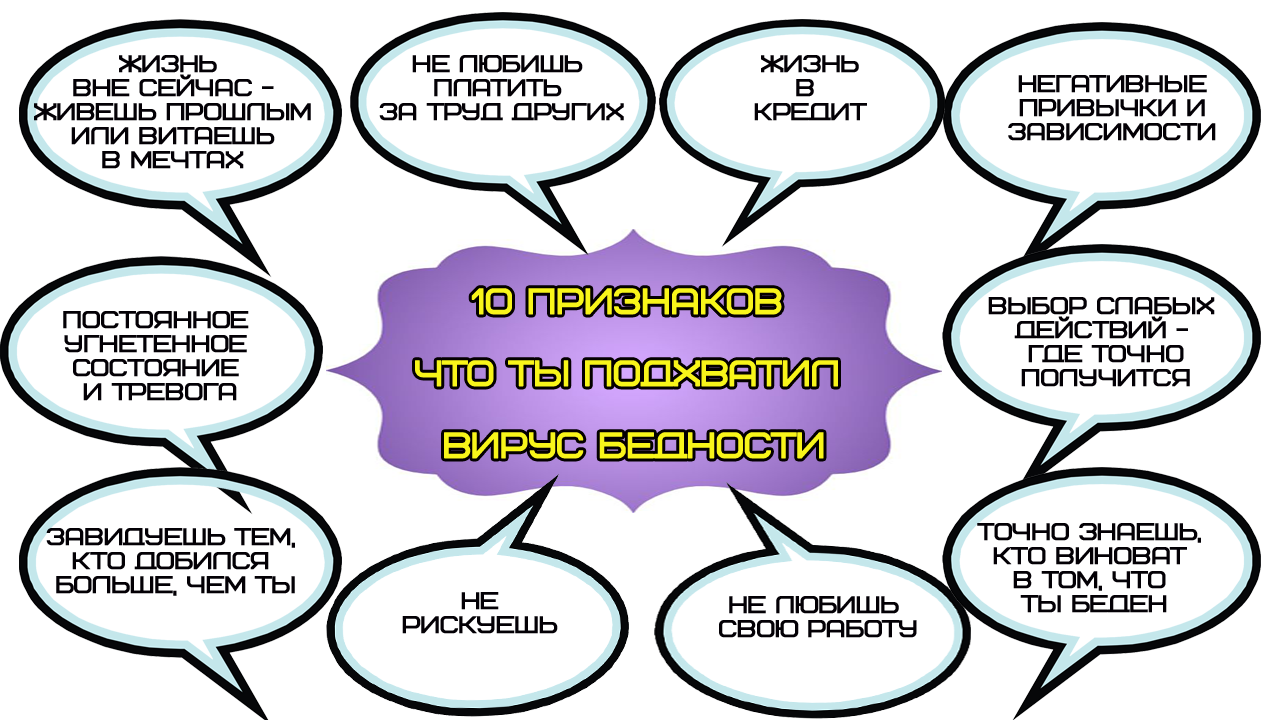 ЖИЗНЬ
ВНЕ СЕЙЧАС -
ЖИВЕШЬ ПРОШЛЫМ
ИЛИ ВИТАЕШЬ
В МЕЧТАХ
НЕ ЛЮБИШЬ
ПЛАТИТЬ
ЗА ТРУД ДРУГИХ
ЖИЗНЬ
В
КРЕДИТ
НЕГАТИВНЫЕ
ПРИВЫЧКИ И
ЗАВИСИМОСТИ
10 ПРИЗНАКОВ
ЧТО ТЫ ПОДХВАТИЛ
ВИРУС БЕДНОСТИ
ПОСТОЯННОЕ
УГНЕТЕННОЕ
СОСТОЯНИЕ
И ТРЕВОГА
ВЫБОР СЛАБЫХ
ДЕЙСТВИЙ -
ГДЕ ТОЧНО
ПОЛУЧИТСЯ
ЗАВИДУЕШЬ ТЕМ,
КТО ДОБИЛСЯ
БОЛЬШЕ, ЧЕМ ТЫ
НЕ
РИСКУЕШЬ
НЕ ЛЮБИШЬ
СВОЮ РАБОТУ
ТОЧНО ЗНАЕШЬ,
КТО ВИНОВАТ
В ТОМ, ЧТО
ТЫ БЕДЕН